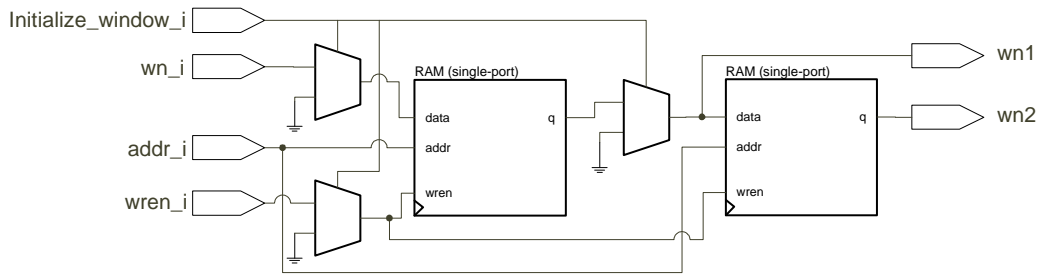 Initialize_window_i
wn_i
addr_i
wren_i
RAM (single-port)
data
q
addr
wren
RAM (single-port)
data
q
addr
wren
wn1
wn2